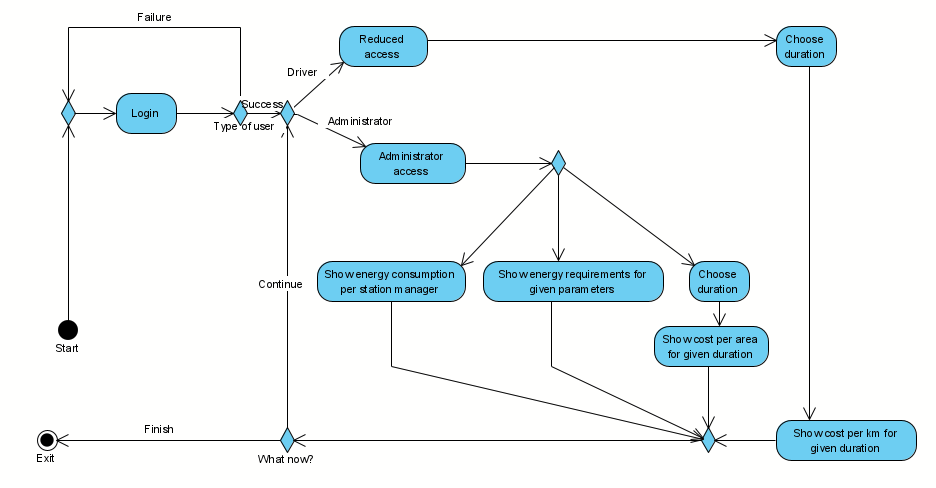 Failure
Reduced
access
Choose
duration
Driver
Success
Login
Type of user
Administrator
Administrator
access
Show energy consumption
per station manager
Show energy requirements for
given parameters
Choose
duration
Continue
Start
Show cost per area
for given duration
Finish
Show cost per km for
given duration
Exit
What now?